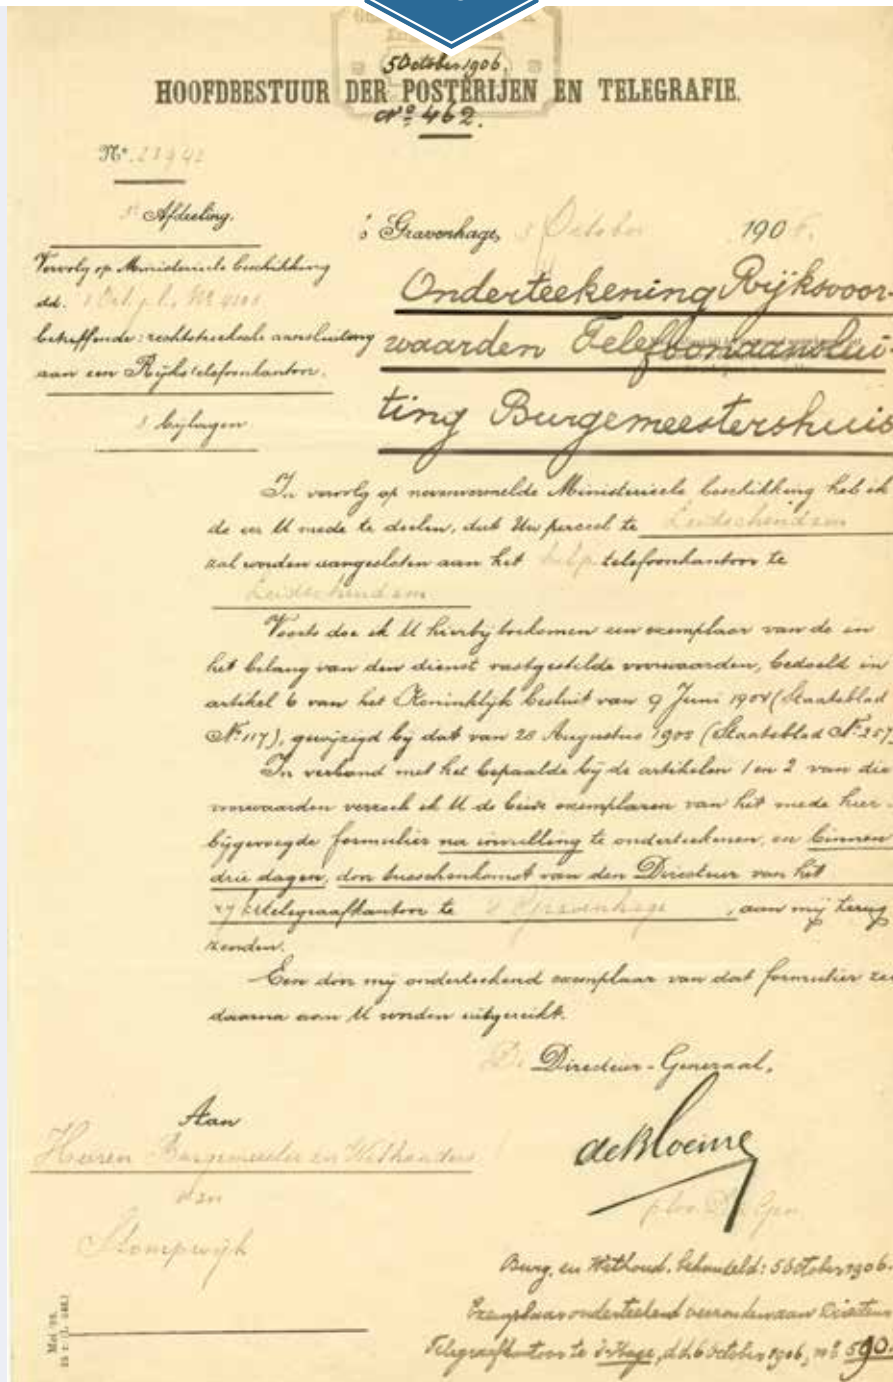 5 October 1906.
HOOFDBESTUUR DER POSTERIJEN EN TELEGRAFIE.
No. 462.
No. 23942
3e Afdeeling.
's Gravenhage, 3 October 1906.
Vervolg op Ministerieele beschikking
dd. 1 Oct. j.l. No.
betreffende: rechtstreeksche aansluiting
aan een Rijkstelefoonkantoor.
3 bijlagen
Onderteekening Rijksvoor-
waarden Telefoonaanslui-
ting Burgemeestershuis
In vervolg op nevenvermelde Ministerieele beschikking heb ik
de eer U mede te deelen, dat Uw perceel te Leidschendam
zal worden aangesloten aan het hulptelefoonkantoor te
Leidschendam
Voorts doe ik U hierbij toekomen een exemplaar van de in
het belang van den dienst vastgestelde voorwaarden, bedoeld in
artikel 6 van het Koninklijk besluit van 9 Juni 1904 (Staatsblad
No. 117), gewijzigd bij dat van 28 Augustus 1905 (Staatsblad No. 257)
In verband met het bepaalde bij de artikelen 1 en 2 van die
voorwaarden verzoek ik U de beide exemplaren van het mede hier-
bijgevoegde formulier na invulling te onderteekenen, en binnen
drie dagen, door tusschenkomst van den Directeur van het
telegraafkantoor te 's Gravenhage, aan mij terug
zenden.
Een door mij onderteekend exemplaar van dat formulier zal
daarna aan U worden uitgereikt.
De Directeur-Generaal,
Aan
Heeren Burgemeester en Wethouders
van
Stompwijk
de Bloeme
Burg. en Wethoud. behandeld: 5 October 1906.
Exemplaar onderteekend verzonden aan Directeur
Telegraafkantoor te 's-Hage, d.d. 6 October 1906, no. 590.